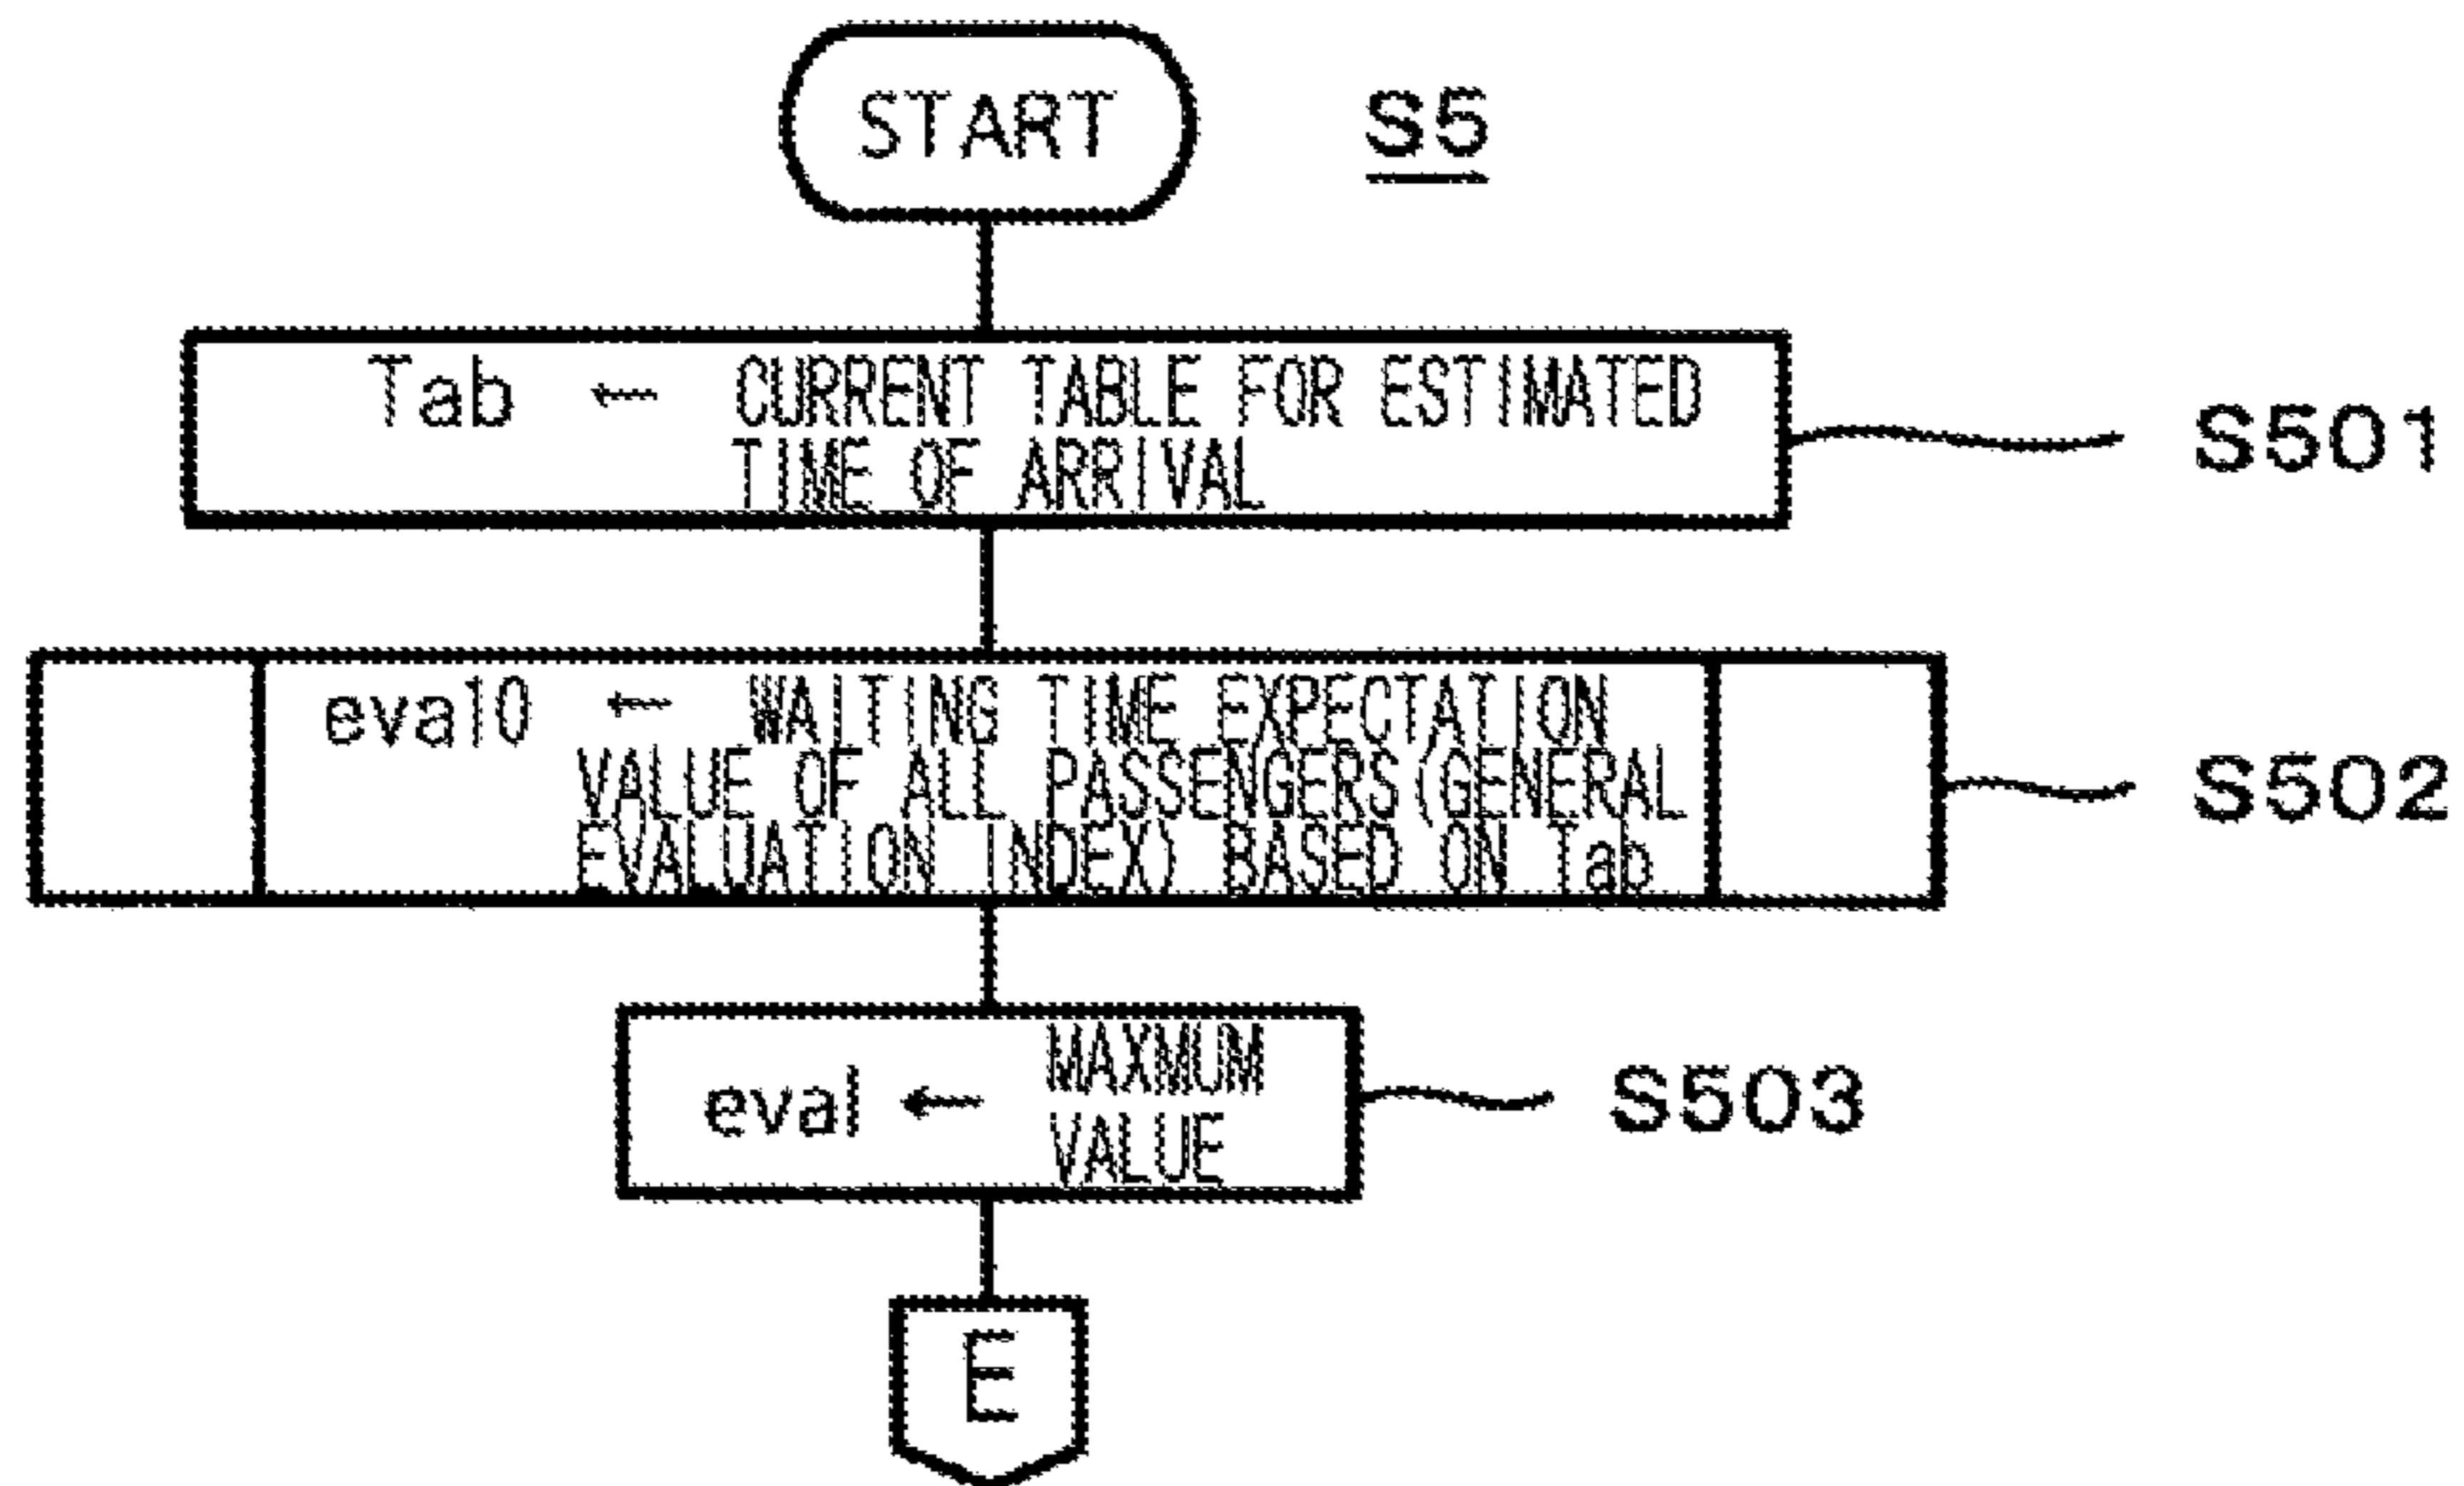 START
S5
Tab ← CURRENT TABLE FOR ESTIMATED
TIME OF ARRIVAL
S501
eval0 ← WAITING TIME EXPECTATION
VALUE OF ALL PASSENGERS(GENERAL
EVALUATION INDEX) BASED ON Tab
S502
eval ← MAXMUM
VALUE
S503
E